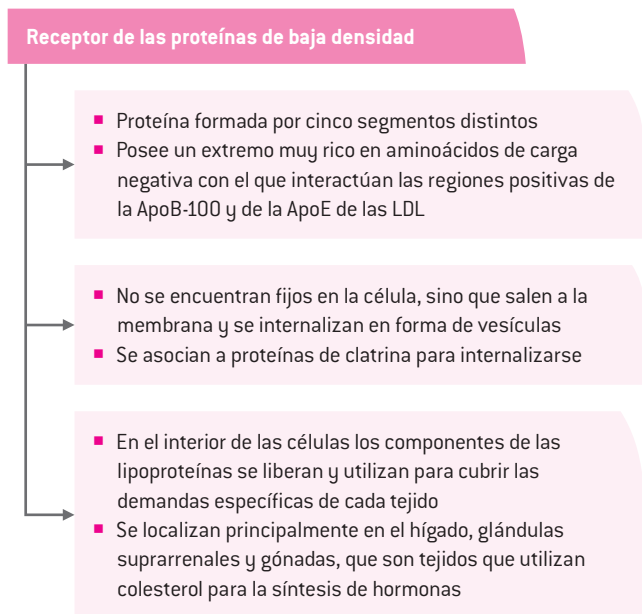 Receptor de las proteínas de baja densidad
▪ Proteína formada por cinco segmentos distintos
▪ Posee un extremo muy rico en aminoácidos de carga
negativa con el que interactúan las regiones positivas de
la ApoB-100 y de la ApoE de las LDL
▪ No se encuentran fijos en la célula, sino que salen a la
membrana y se internalizan en forma de vesículas
▪ Se asocian a proteínas de clatrina para internalizarse
▪ En el interior de las células los componentes de las
lipoproteínas se liberan y utilizan para cubrir las
demandas específicas de cada tejido
▪ Se localizan principalmente en el hígado, glándulas
suprarrenales y gónadas, que son tejidos que utilizan
colesterol para la síntesis de hormonas